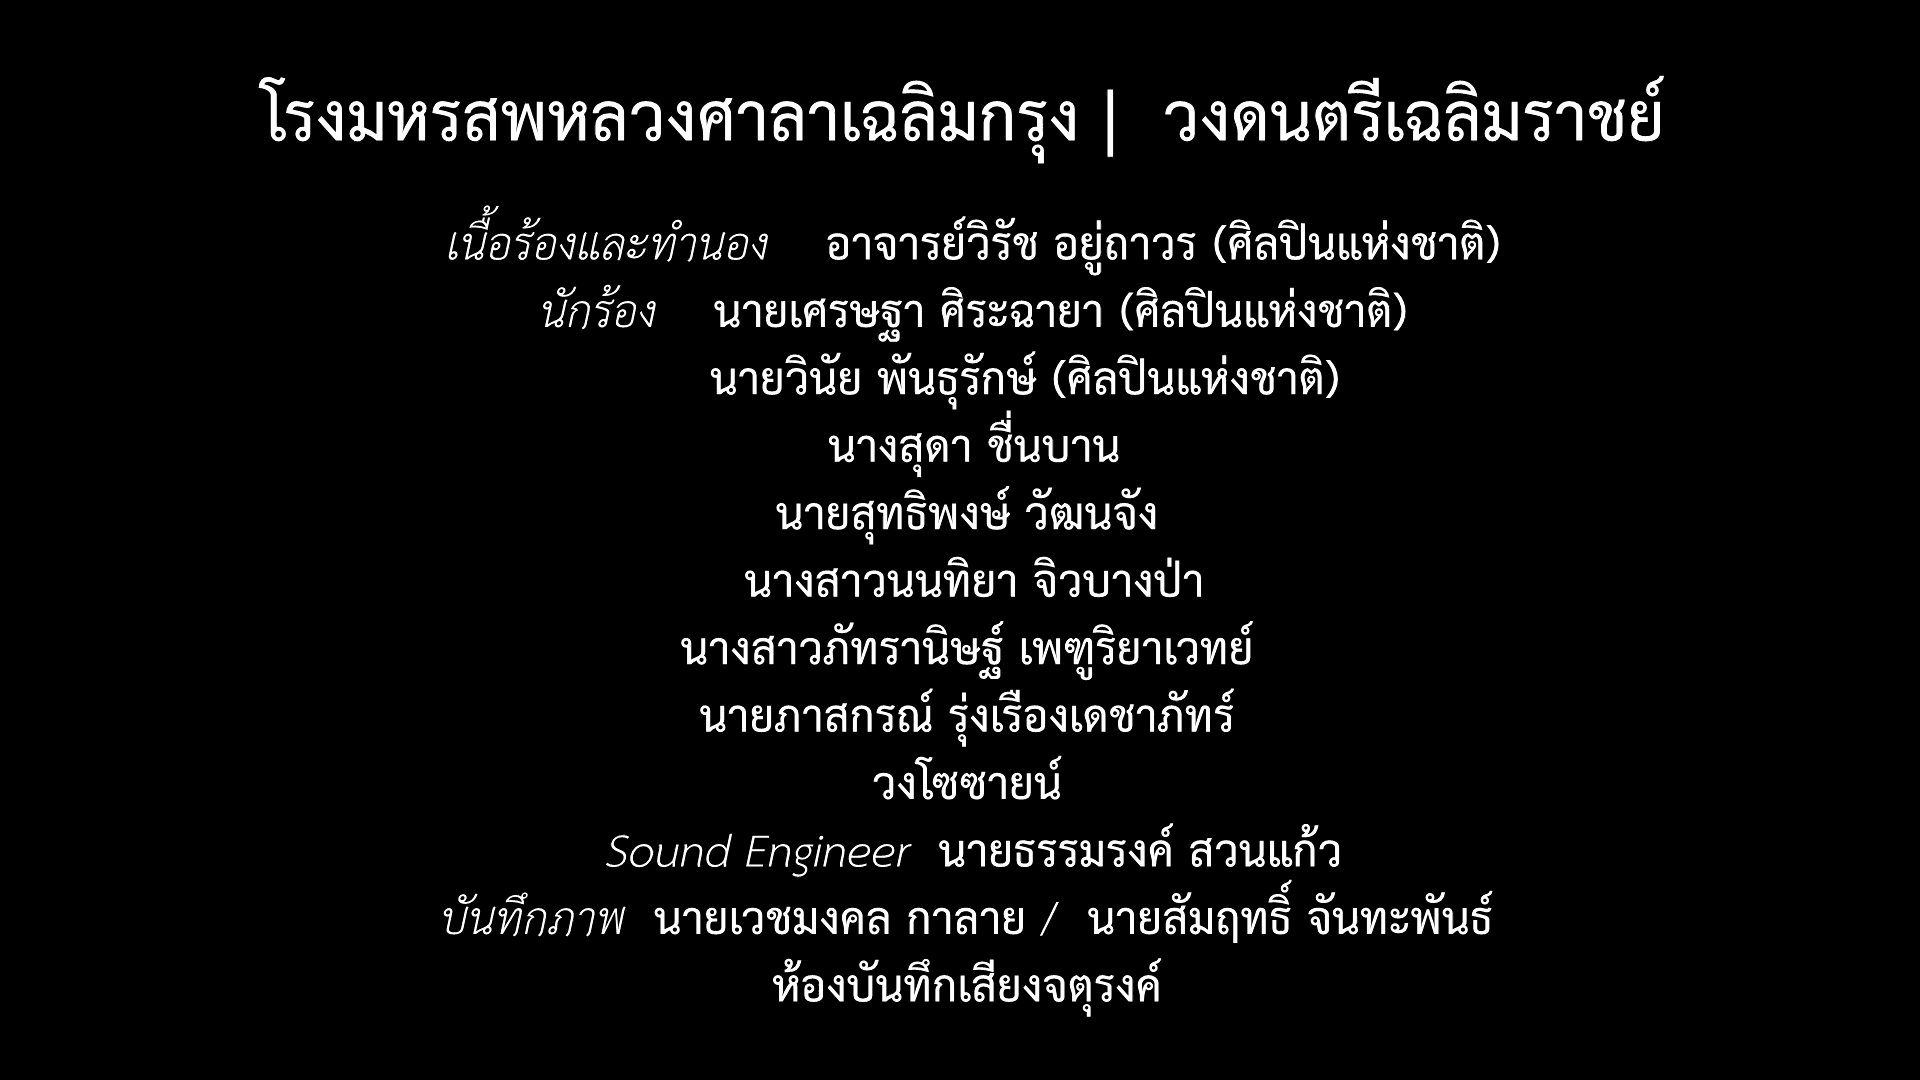 โรงมหรสพหลวงศาลาเฉลิมกรุง | วงดนตรีเฉลิมราชย์
เนื้อร้องและทำนอง อาจารย์วิรัช อยู่ถาวร (ศิลปินแห่งชาติ)
นักร้อง นายเศรษฐา ศิระฉายา (ศิลปินแห่งชาติ)
นายวินัย พันธุรักษ์ (ศิลปินแห่งชาติ)
นางสุดา ชื่นบาน
นายสุทธิพงษ์ วัฒนจัง
นางสาวนนทิยา จิวบางป่า
นางสาวภัทรานิษฐ์ เพฑูริยาเวทย์
นายภาสกรณ์ รุ่งเรืองเดชาภัทร์
วงโซซายน์
Sound Engineer นายธรรมรงค์ สวนแก้ว
บันทึกภาพ นายเวชมงคล กาลาย / นายสัมฤทธิ์ จันทะพันธ์
ห้องบันทึกเสียงจตุรงค์